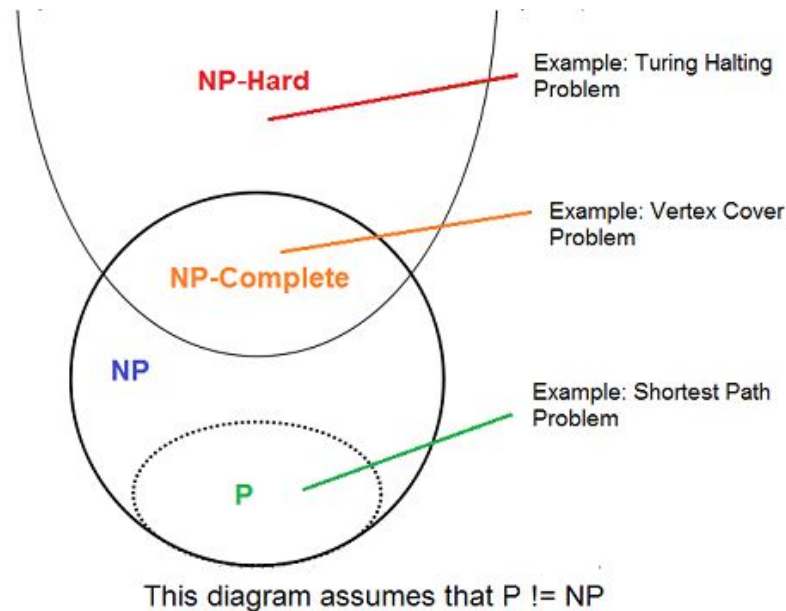 NP-Hard
Example: Turing Halting
Problem
Example: Vertex Cover
Problem
NP-Complete
NP
Example: Shortest Path
Problem
P
This diagram assumes that P != NP